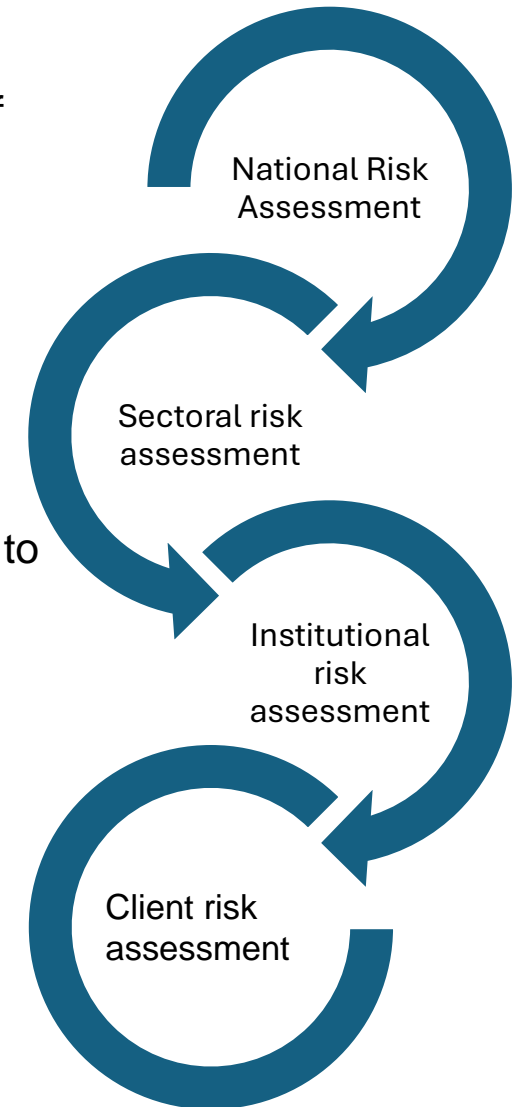 National Risk
Assessment
Sectoral risk
assessment
to
Institutional
risk
assessment
Client risk
assessment